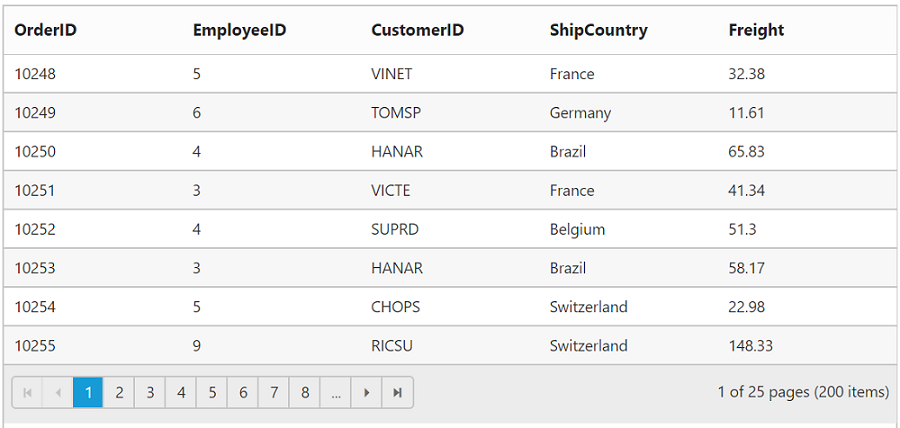 OrderID EmployeeID CustomerID ShipCountry Freight
10248 5 VINET France 32.38
10249 6 TOMSP Germany 11.61
10250 4 HANAR Brazil 65.83
10251 3 VICTE France 41.34
10252 4 SUPRD Belgium 51.3
10253 3 HANAR Brazil 58.17
10254 5 CHOPS Switzerland 22.98
10255 9 RICSU Switzerland 148.33
1 2 3 4 5 6 7 8 ... 1 of 25 pages (200 items)